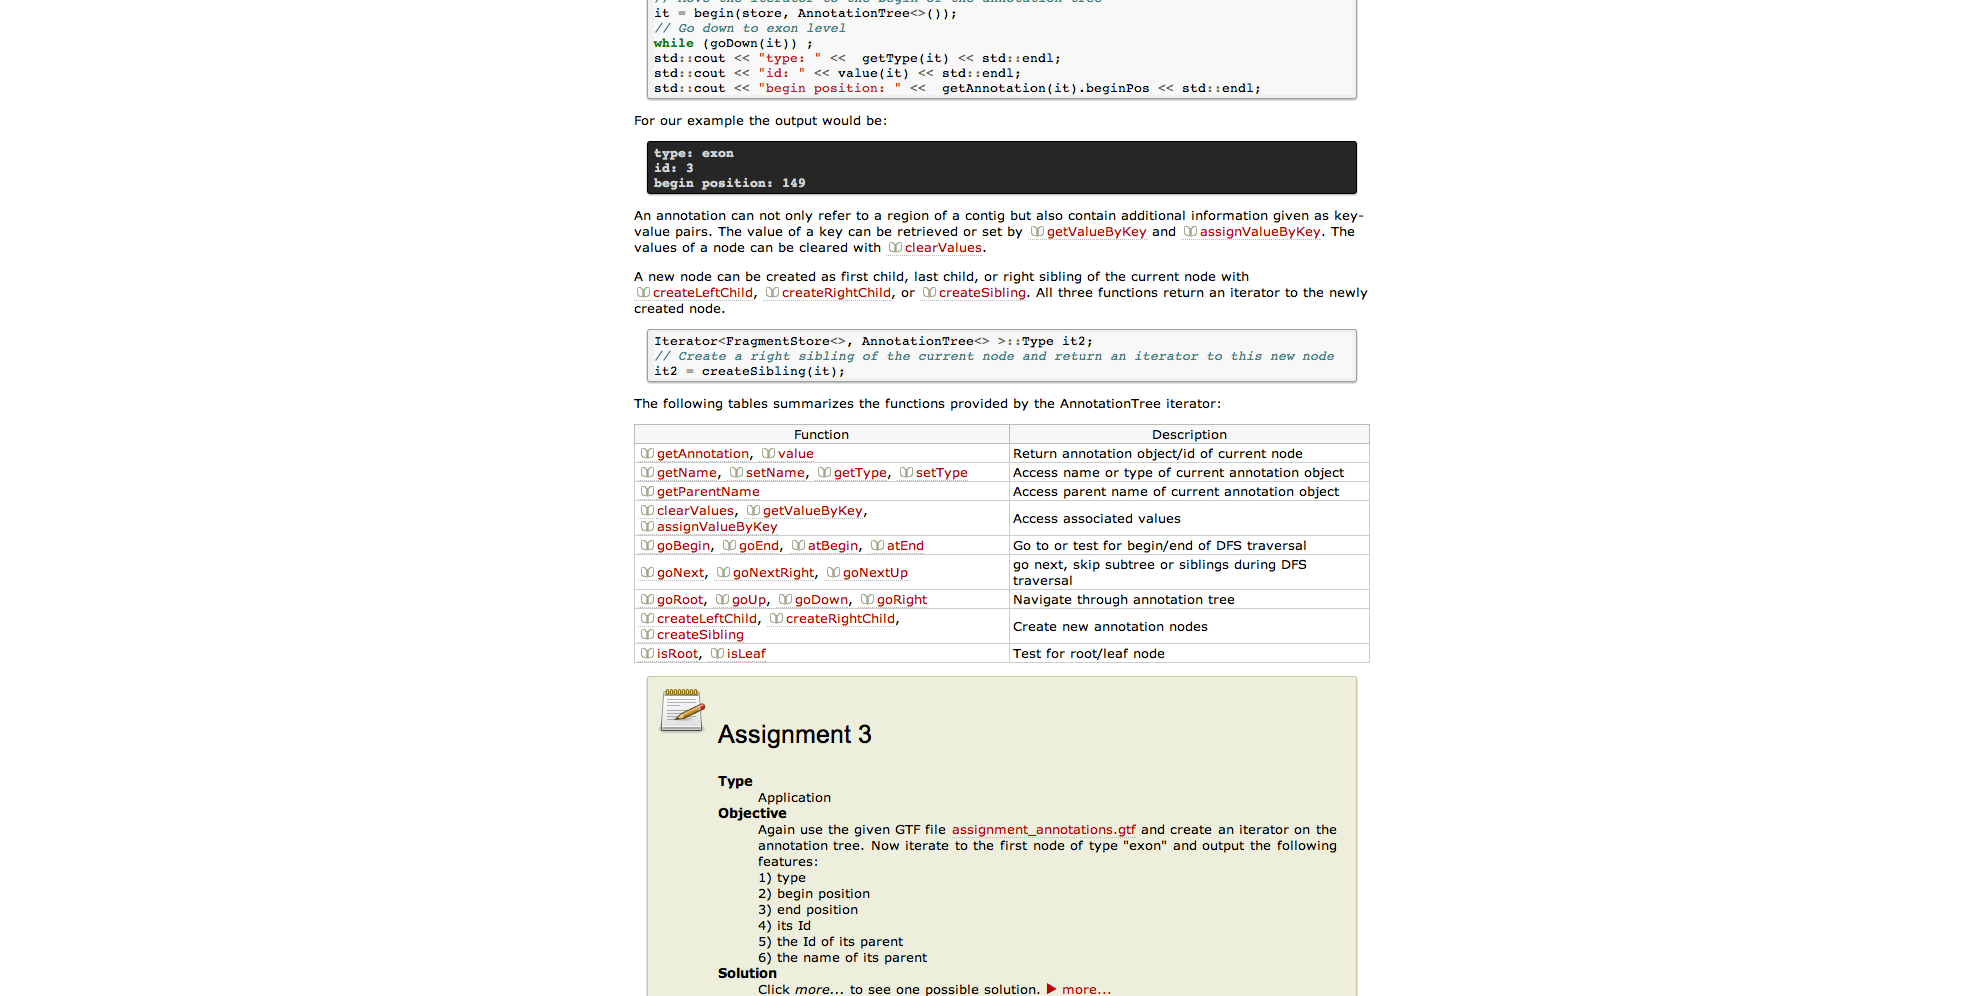 // Move the iterator to the begin of the annotation tree
it = begin(store, AnnotationTree<>());
// Go down to exon level
while (goDown(it)) ;
std::cout << "type: " <<  getType(it) << std::endl;
std::cout << "id: " << value(it) << std::endl;
std::cout << "begin position: " <<  getAnnotation(it).beginPos << std::endl;
For our example the output would be:
type: exon
id: 3
begin position: 149
An annotation can not only refer to a region of a contig but also contain additional information given as key-
value pairs. The value of a key can be retrieved or set by getValueByKey and assignValueByKey. The
values of a node can be cleared with clearValues.
A new node can be created as first child, last child, or right sibling of the current node with
createLeftChild, createRightChild, or createSibling. All three functions return an iterator to the newly
created node.
Iterator<FragmentStore<>, AnnotationTree<> >::Type it2;
// Create a right sibling of the current node and return an iterator to this new node
it2 = createSibling(it);
The following tables summarizes the functions provided by the AnnotationTree iterator:
Function Description
getAnnotation, value Return annotation object/id of current node
getName, setName, getType, setType Access name or type of current annotation object
getParentName Access parent name of current annotation object
clearValues, getValueByKey,
assignValueByKey
Access associated values
goBegin, goEnd, atBegin, atEnd Go to or test for begin/end of DFS traversal
goNext, goNextRight, goNextUp
go next, skip subtree or siblings during DFS
traversal
goRoot, goUp, goDown, goRight Navigate through annotation tree
createLeftChild, createRightChild,
createSibling
Create new annotation nodes
isRoot, isLeaf Test for root/leaf node
Assignment 3
Type
Application
Objective
Again use the given GTF file assignment_annotations.gtf and create an iterator on the
annotation tree. Now iterate to the first node of type "exon" and output the following
features:
1) type
2) begin position
3) end position
4) its Id
5) the Id of its parent
6) the name of its parent
Solution
Click more... to see one possible solution. more...